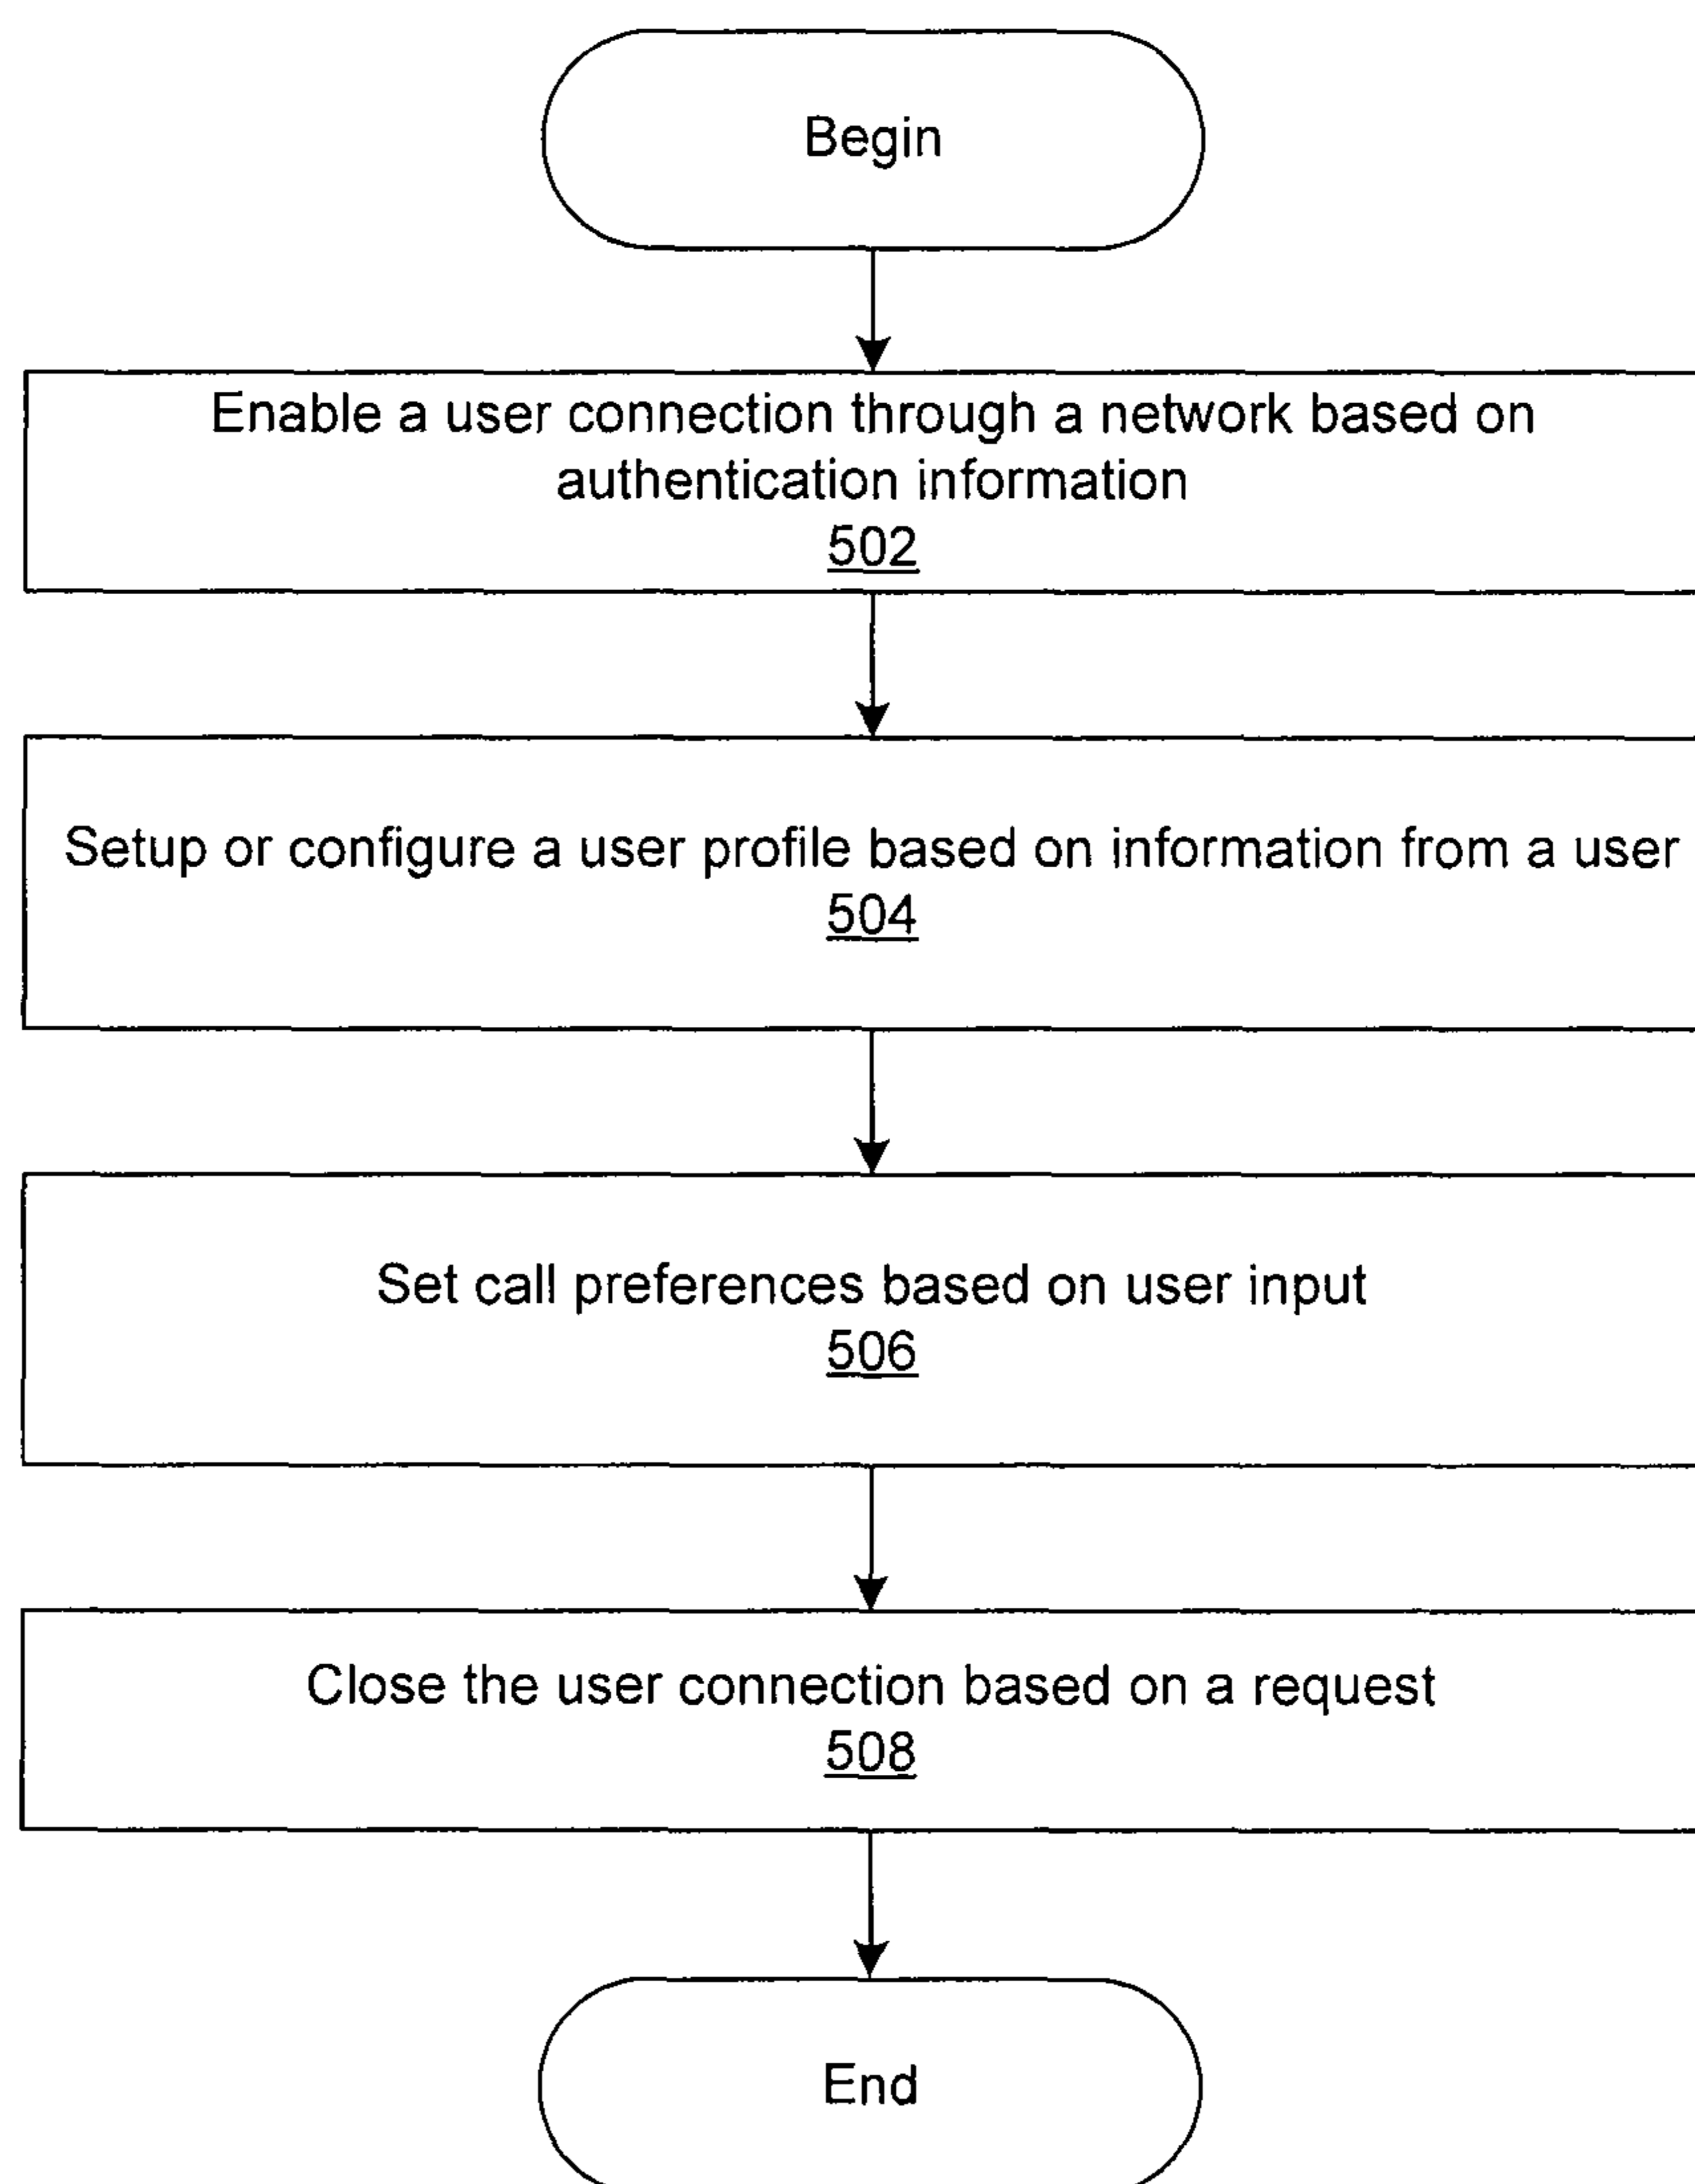 Begin
Enable a user connection through a network based on
authentication information
502
Setup or configure a user profile based on information from a user
504
Set call preferences based on user input
506
Close the user connection based on a request
508
End